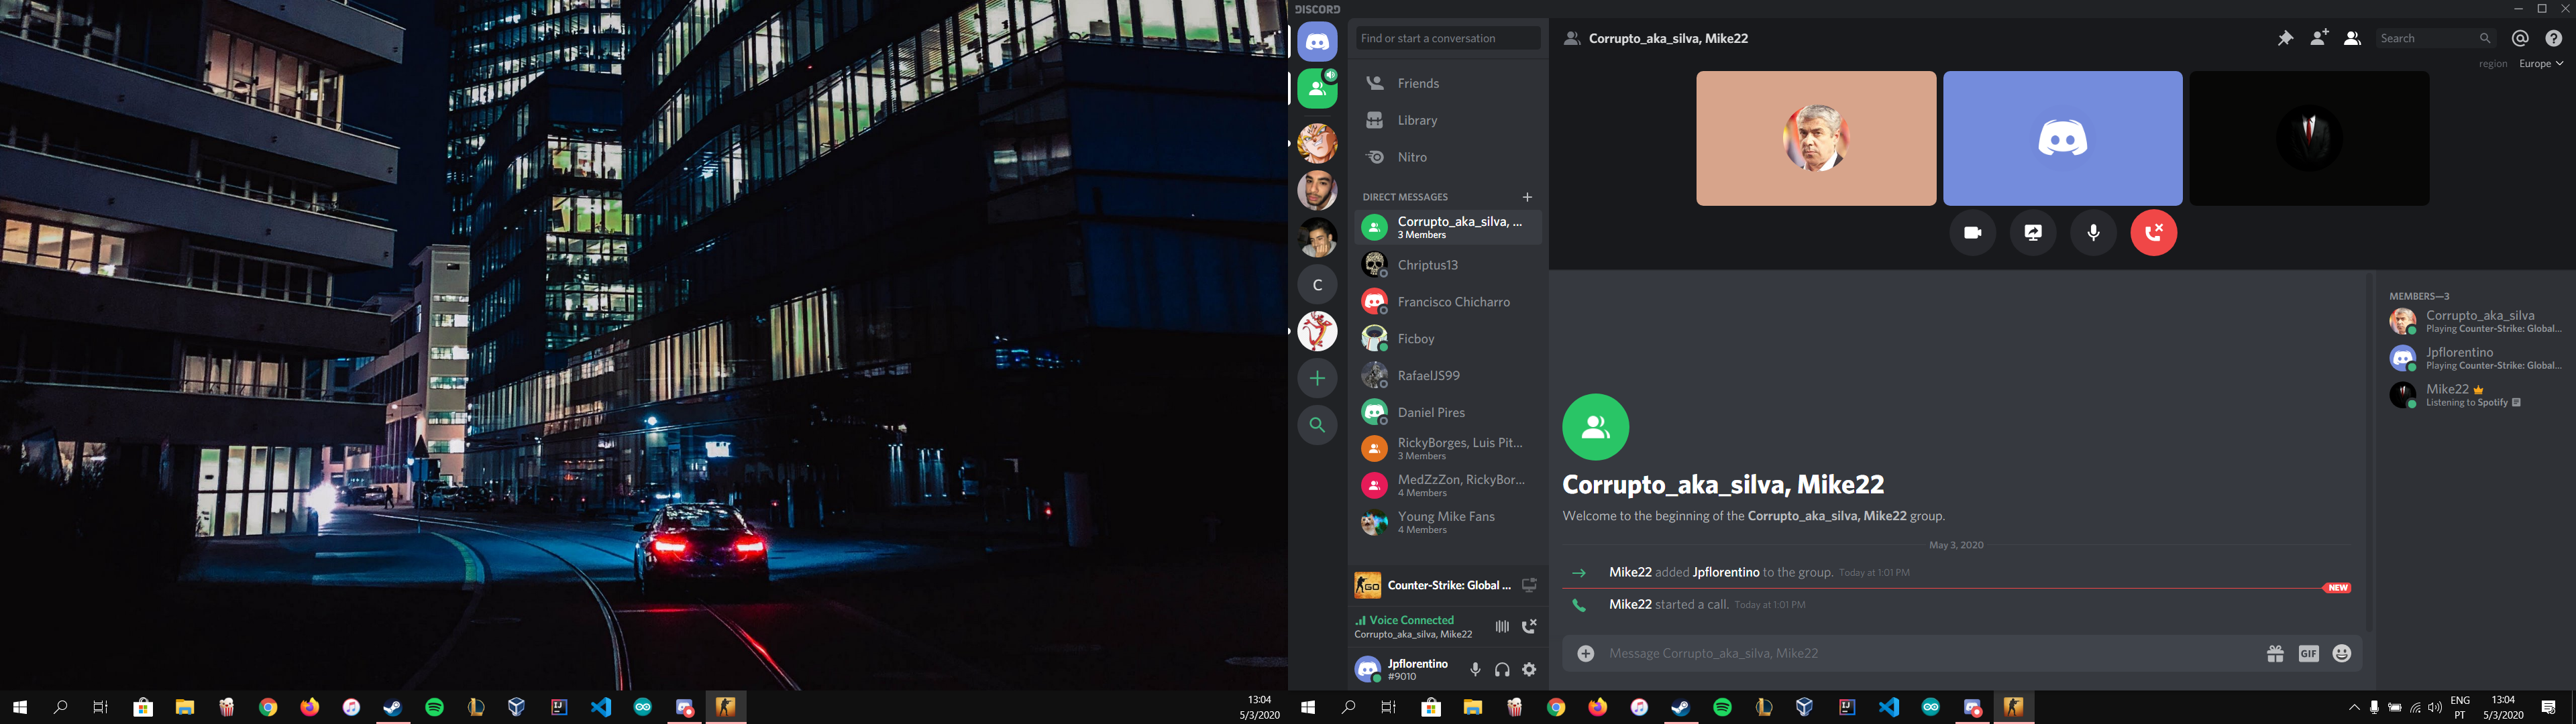 DISCORD
Find or start a conversation
Friends
Library
Nitro
DIRECT MESSAGES
Corrupto_aka_silva, ...
3 Members
Chriptus13
Francisco Chicharro
Ficboy
RafaelJS99
Daniel Pires
RickyBorges, Luis Pit...
3 Members
MedZzZon, RickyBor...
4 Members
Young Mike Fans
4 Members
C
GO
Counter-Strike: Global ...
Voice Connected
Corrupto_aka_silva, Mike22
Jpflorentino
#9010
Corrupto_aka_silva, Mike22
Search
region Europe
Corrupto_aka_silva, Mike22
Welcome to the beginning of the Corrupto_aka_silva, Mike22 group.
May 3, 2020
Mike22 added Jpflorentino to the group. Today at 1:01 PM
NEW
Mike22 started a call. Today at 1:01 PM
Message Corrupto_aka_silva, Mike22
GIF
MEMBERS—3
Corrupto_aka_silva
Playing Counter-Strike: Global...
Jpflorentino
Playing Counter-Strike: Global...
Mike22
Listening to Spotify
13:04
5/3/2020
ENG
PT
13:04
5/3/2020